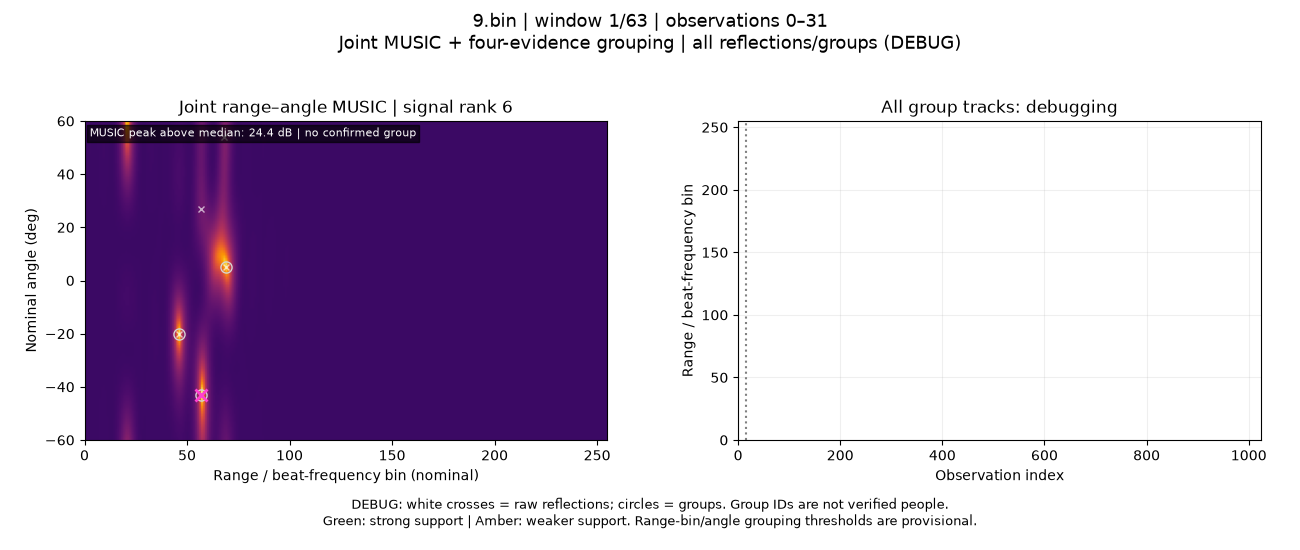 9.bin | window 1/63 | observations 0–31
Joint MUSIC + four-evidence grouping | all reflections/groups (DEBUG)
Joint range–angle MUSIC | signal rank 6
MUSIC peak above median: 24.4 dB | no confirmed group
60
40
20
0
−20
−40
−60
Nominal angle (deg)
0
50
100
150
200
250
Range / beat-frequency bin (nominal)
All group tracks: debugging
250
200
150
100
50
0
Range / beat-frequency bin
0
200
400
600
800
1000
Observation index
DEBUG: white crosses = raw reflections; circles = groups. Group IDs are not verified people.
Green: strong support | Amber: weaker support. Range-bin/angle grouping thresholds are provisional.